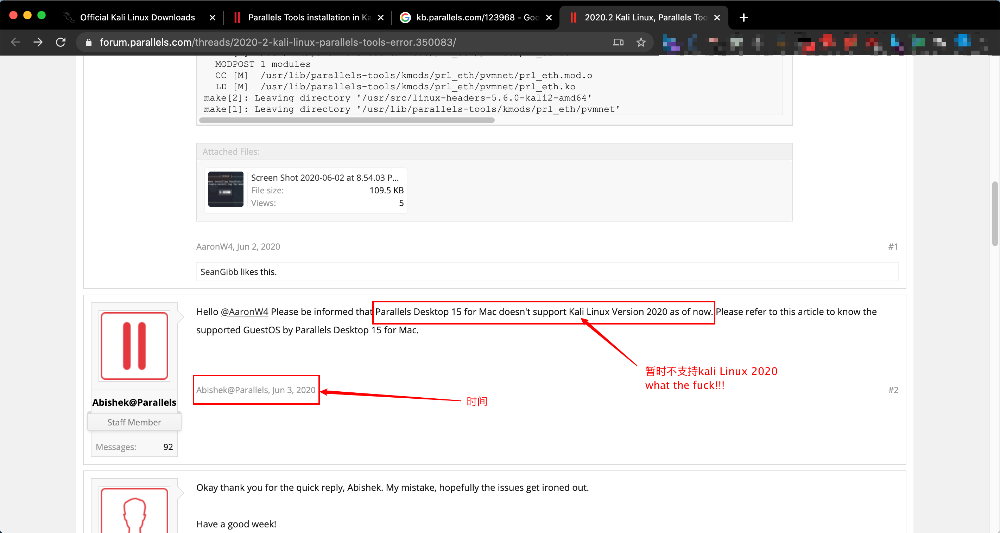 Official Kali Linux Downloads
Parallels Tools installation in Ka
kb.parallels.com/123968 - Goo
2020.2 Kali Linux, Parallels Too
forum.parallels.com/threads/2020-2-kali-linux-parallels-tools-error.350083/
MODPOST 1 modules
CC [M] /usr/lib/parallels-tools/kmods/prl_eth/pvmnet/prl_eth.mod.o
LD [M] /usr/lib/parallels-tools/kmods/prl_eth/pvmnet/prl_eth.ko
make[2]: Leaving directory '/usr/src/linux-headers-5.6.0-kali2-amd64'
make[1]: Leaving directory '/usr/lib/parallels-tools/kmods/prl_eth/pvmnet'
Attached Files:
Screen Shot 2020-06-02 at 8.54.03 P...
File size: 109.5 KB
Views: 5
AaronW4, Jun 2, 2020 #1
SeanGibb likes this.
Hello @AaronW4 Please be informed that Parallels Desktop 15 for Mac doesn't support Kali Linux Version 2020 as of now. Please refer to this article to know the
supported GuestOS by Parallels Desktop 15 for Mac.
暂时不支持kali Linux 2020
what the fuck!!!
Abishek@Parallels, Jun 3, 2020 #2
时间
Abishek@Parallels
Staff Member
Messages: 92
Okay thank you for the quick reply, Abishek. My mistake, hopefully the issues get ironed out.
Have a good week!